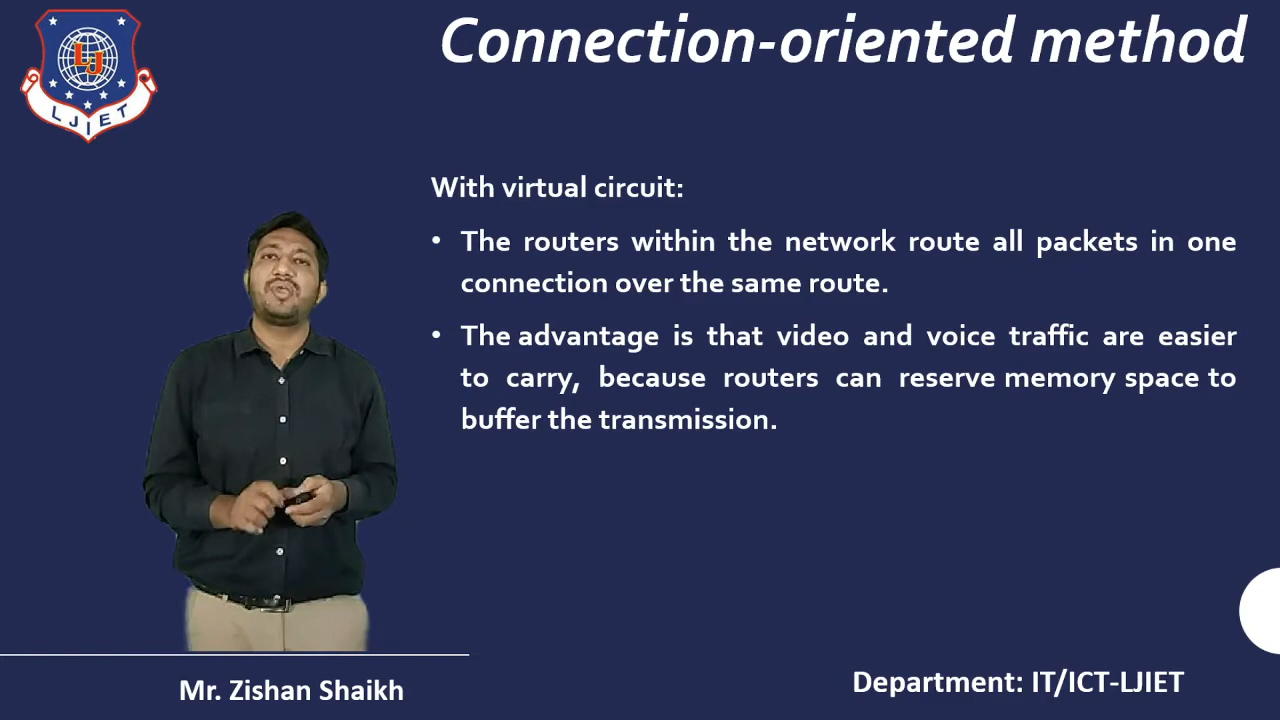 Connection-oriented method
LJ
LJIET
With virtual circuit:
• The routers within the network route all packets in one
connection over the same route.
• The advantage is that video and voice traffic are easier
to carry, because routers can reserve memory space to
buffer the transmission.
Mr. Zishan Shaikh
Department: IT/ICT-LJIET